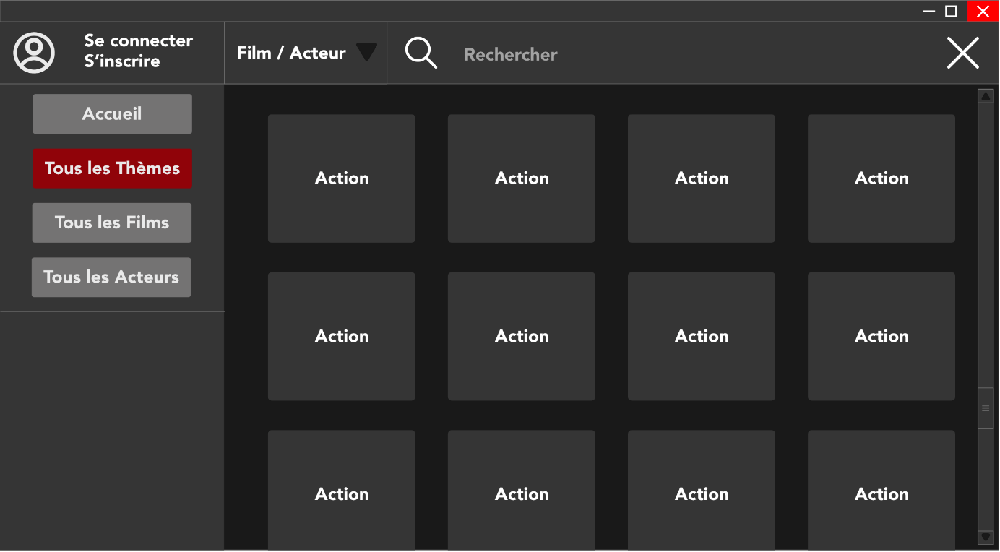 Se connecter
S’inscrire
Film / Acteur
Rechercher
Accueil
Tous les Thèmes
Tous les Films
Tous les Acteurs
Action
Action
Action
Action
Action
Action
Action
Action
Action
Action
Action
Action